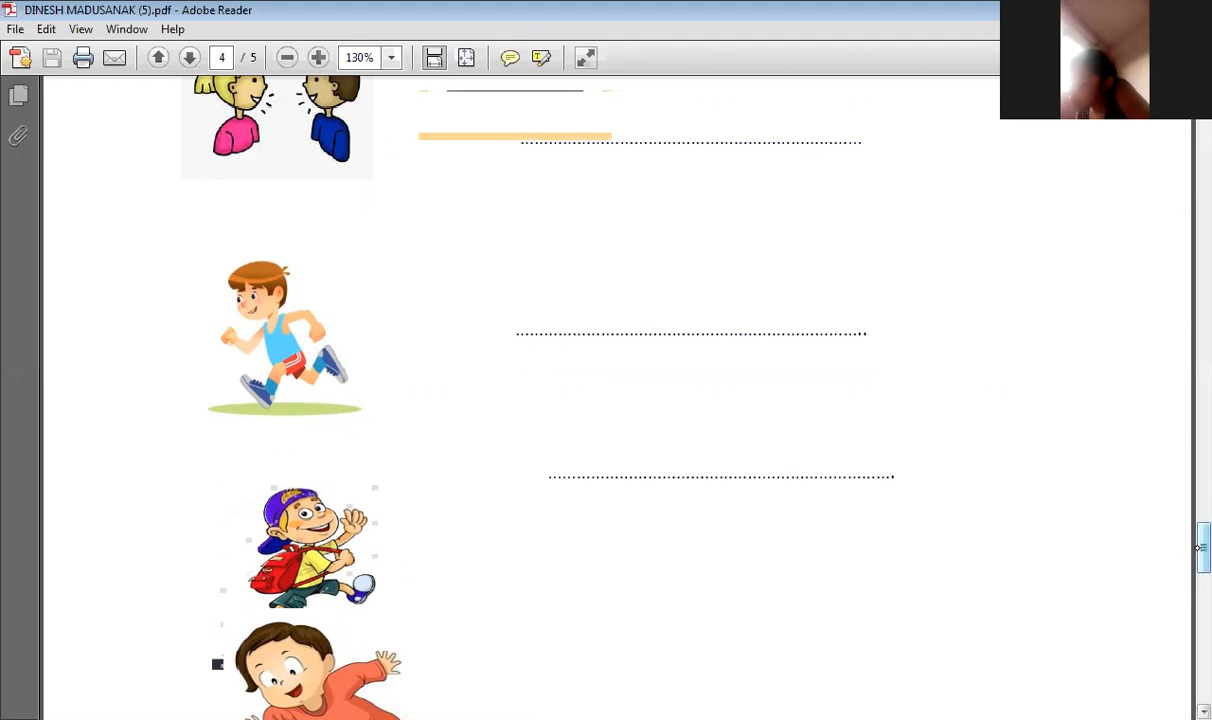 DINESH MADUSANAK (5).pdf - Adobe Reader
File Edit View Window Help
4 / 5 130%